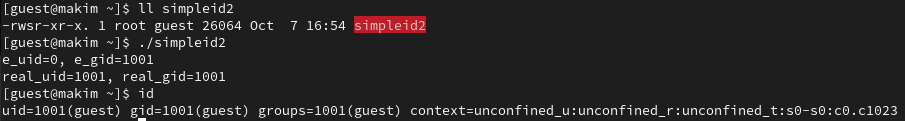 [guest@makim ~]$ ll simpleid2
-rwsr-xr-x. 1 root guest 26064 Oct  7 16:54 simpleid2
[guest@makim ~]$ ./simpleid2
e_uid=0, e_gid=1001
real_uid=1001, real_gid=1001
[guest@makim ~]$ id
uid=1001(guest) gid=1001(guest) groups=1001(guest) context=unconfined_u:unconfined_r:unconfined_t:s0-s0:c0.c1023